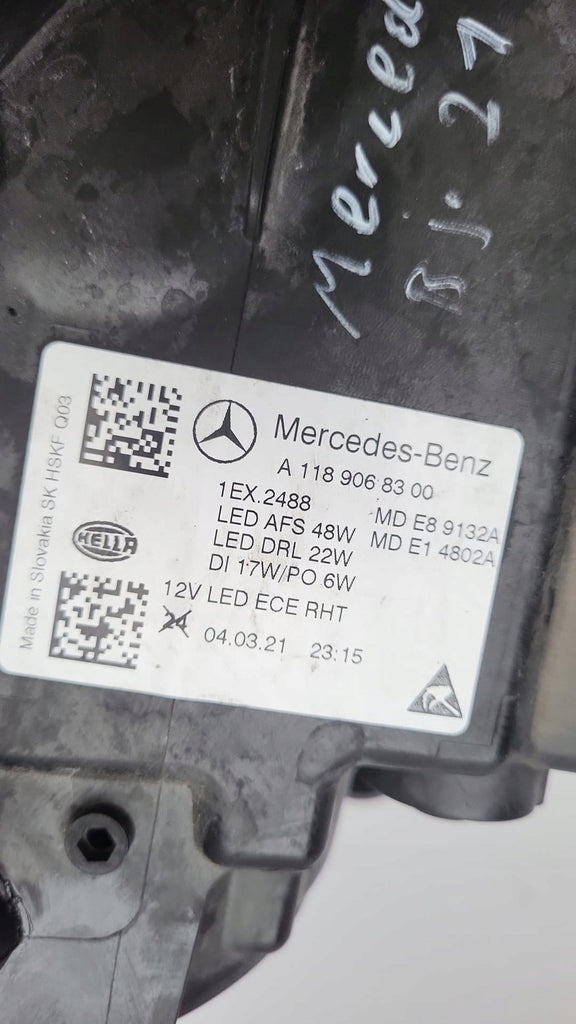 Merced
Bj. 21
Mercedes-Benz
A 118 906 83 00
1EX.2488 MD E8 9132A
LED AFS 48W MD E1 4802A
LED DRL 22W
DI 17W/PO 6W
12V LED ECE RHT
24 04.03.21 23:15
HELLA
Made in Slovakia SK HSKF Q03